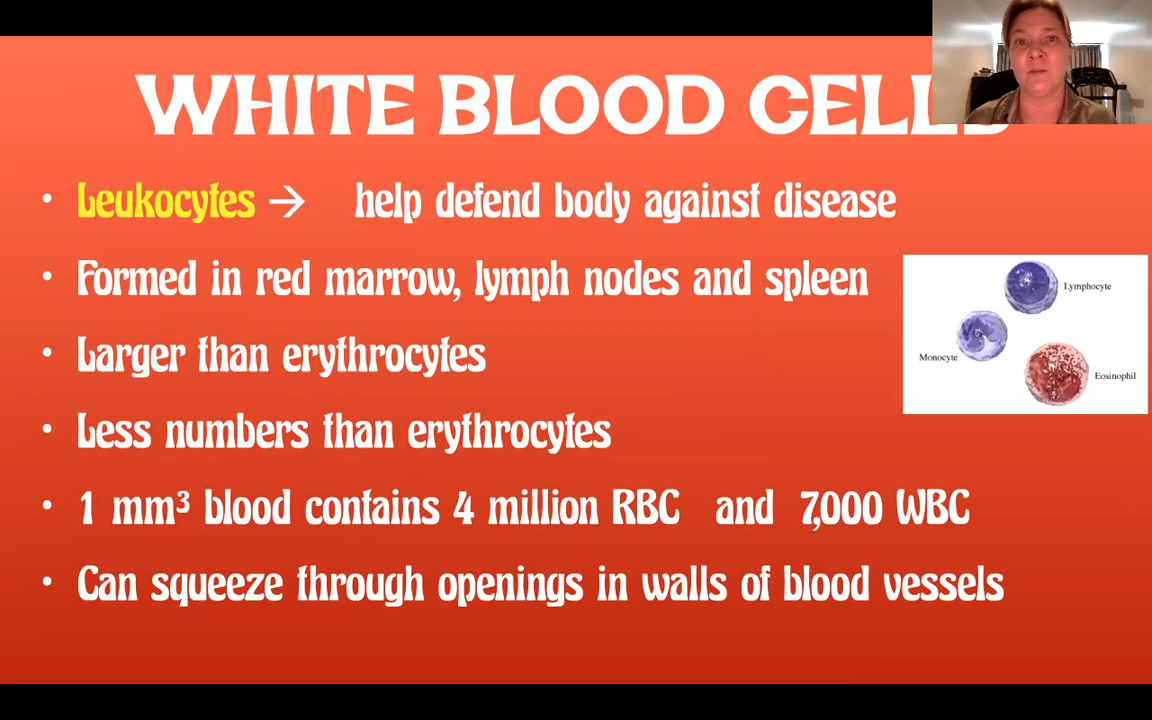 WHITE BLOOD CELLS
• Leukocytes → help defend body against disease
• Formed in red marrow, lymph nodes and spleen
• Larger than erythrocytes
• Less numbers than erythrocytes
• 1 mm³ blood contains 4 million RBC and 7,000 WBC
• Can squeeze through openings in walls of blood vessels
Lymphocyte
Monocyte
Eosinophil